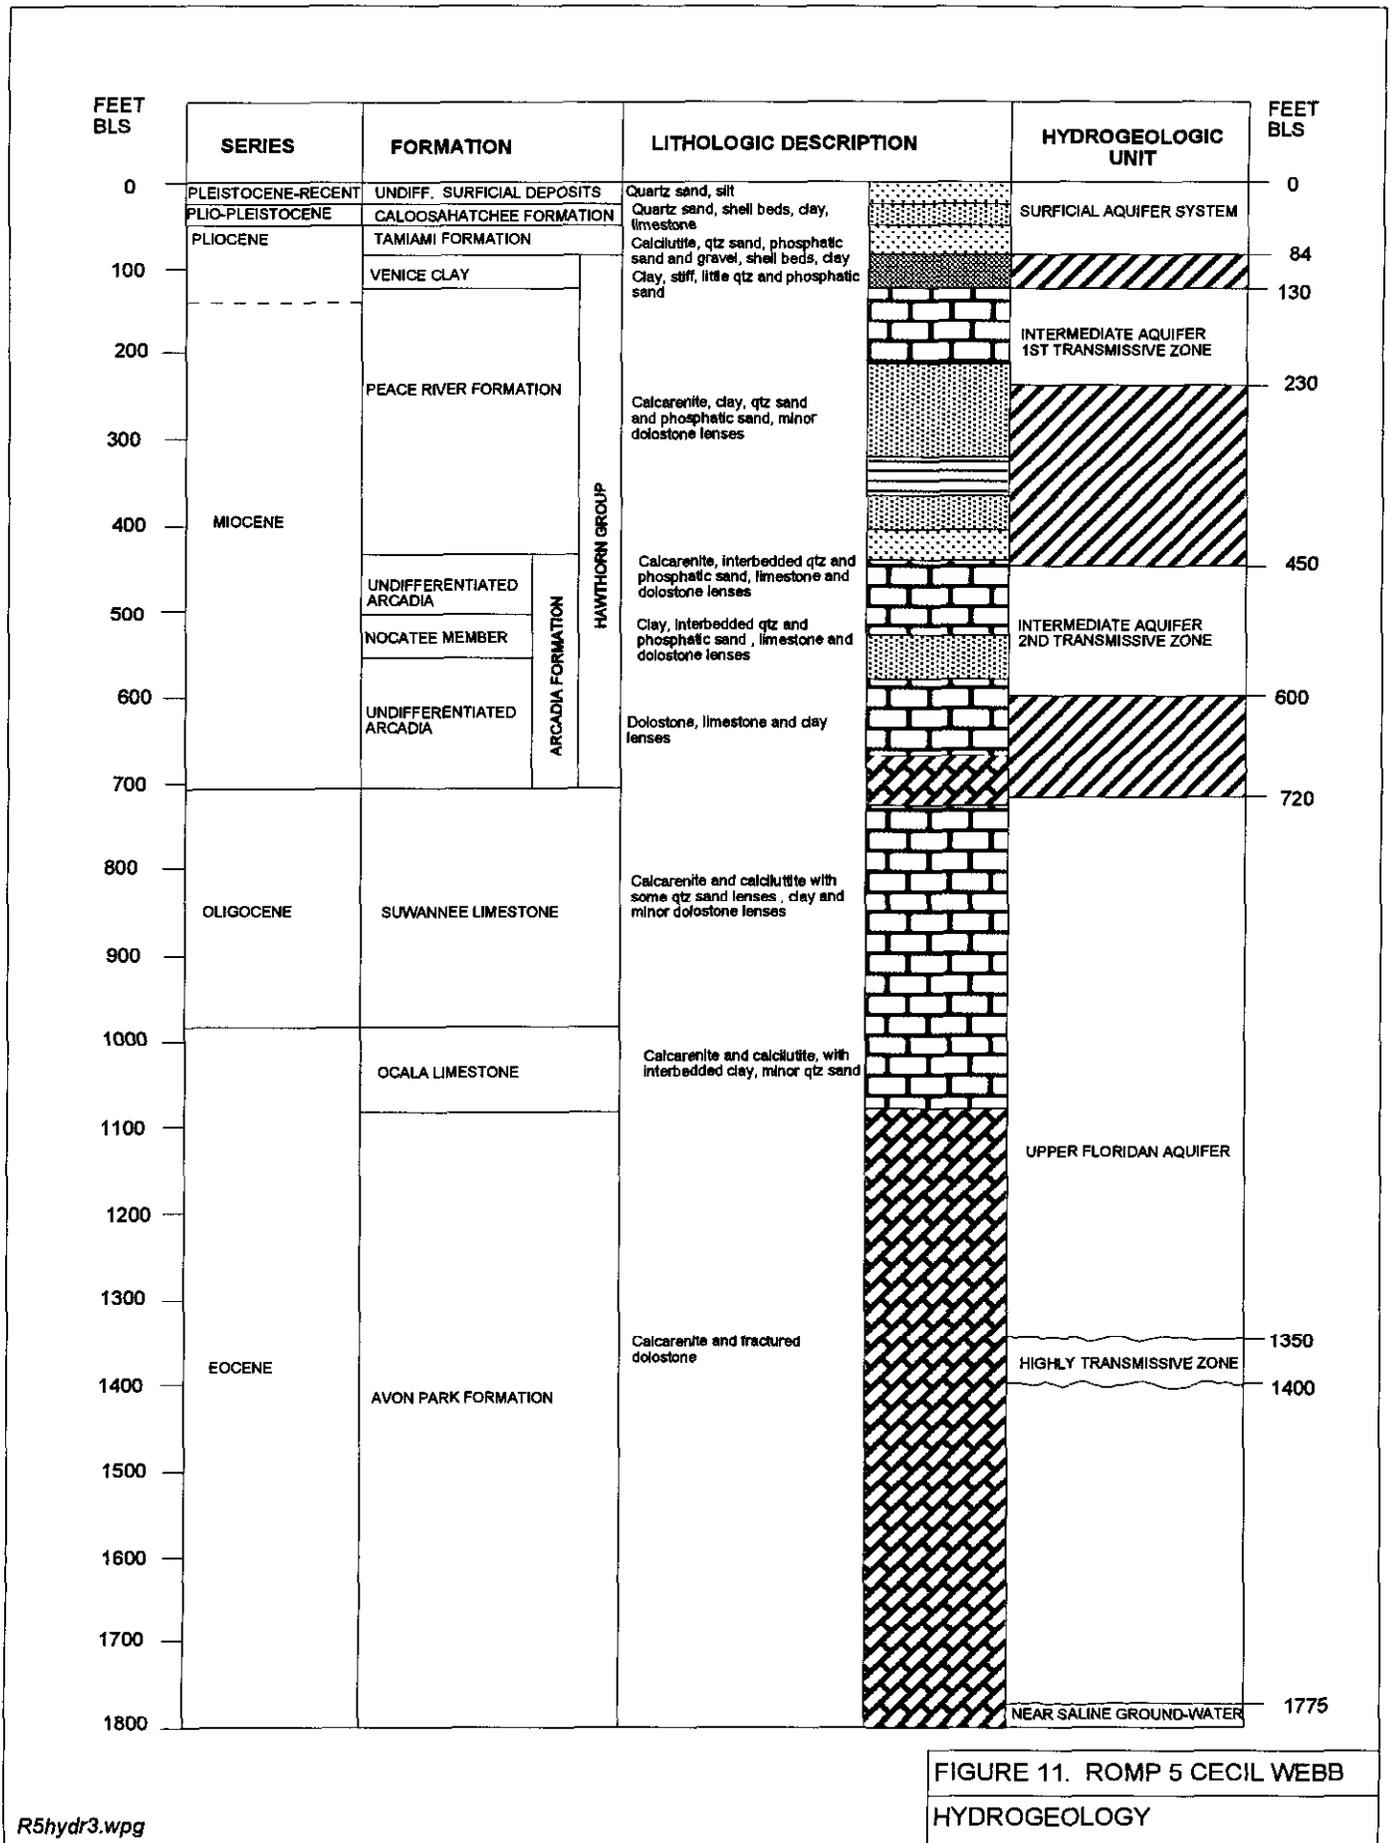 FEET
BLS
SERIES
FORMATION
LITHOLOGIC DESCRIPTION
HYDROGEOLOGIC
UNIT
FEET
BLS
0
PLEISTOCENE-RECENT
UNDIFF. SURFICIAL DEPOSITS
Quartz sand, silt
0
PLIO-PLEISTOCENE
CALOOSAHATCHEE FORMATION
Quartz sand, shell beds, clay,
limestone
SURFICIAL AQUIFER SYSTEM
PLIOCENE
TAMIAMI FORMATION
Calcilutite, qtz sand, phosphatic
sand and gravel, shell beds, clay
84
100
VENICE CLAY
Clay, stiff, little qtz and phosphatic
sand
130
200
INTERMEDIATE AQUIFER
1ST TRANSMISSIVE ZONE
PEACE RIVER FORMATION
230
Calcarenite, clay, qtz sand
and phosphatic sand, minor
dolostone lenses
300
HAWTHORN GROUP
400
MIOCENE
450
Calcarenite, interbedded qtz and
phosphatic sand, limestone and
dolostone lenses
UNDIFFERENTIATED
ARCADIA
500
ARCADIA FORMATION
NOCATEE MEMBER
Clay, interbedded qtz and
phosphatic sand , limestone and
dolostone lenses
INTERMEDIATE AQUIFER
2ND TRANSMISSIVE ZONE
600
600
UNDIFFERENTIATED
ARCADIA
Dolostone, limestone and clay
lenses
700
720
800
OLIGOCENE
SUWANNEE LIMESTONE
Calcarenite and calciluttite with
some qtz sand lenses , clay and
minor dolostone lenses
900
1000
OCALA LIMESTONE
Calcarenite and calcilutite, with
interbedded clay, minor qtz sand
1100
UPPER FLORIDAN AQUIFER
1200
1300
Calcarenite and fractured
dolostone
1350
EOCENE
HIGHLY TRANSMISSIVE ZONE
1400
1400
AVON PARK FORMATION
1500
1600
1700
1775
NEAR SALINE GROUND-WATER
1800
FIGURE 11. ROMP 5 CECIL WEBB
HYDROGEOLOGY
R5hydr3.wpg